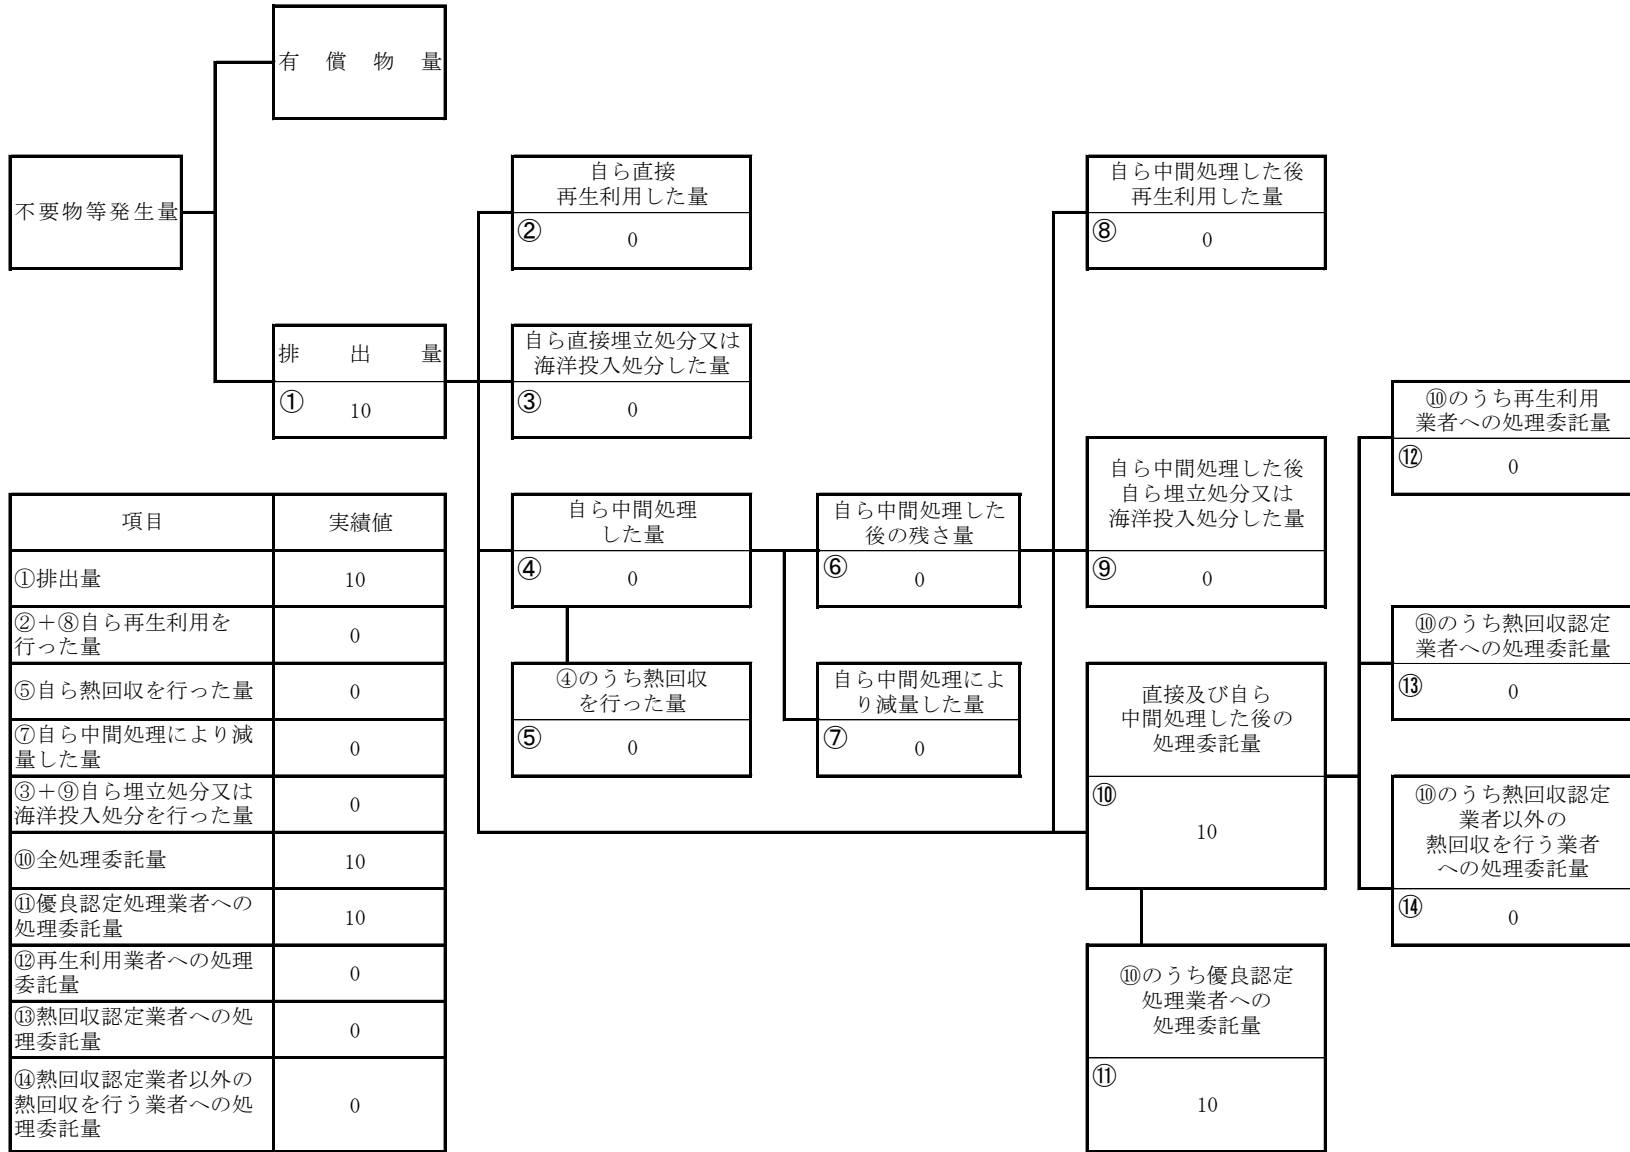 有償物量
不要物等発生量
自ら直接
再生利用した量
② 0
自ら中間処理した後
再生利用した量
⑧ 0
排出量
① 10
自ら直接埋立処分又は
海洋投入処分した量
③ 0
⑩のうち再生利用
業者への処理委託量
⑫ 0
自ら中間処理
した量
④ 0
自ら中間処理した
後の残さ量
⑥ 0
自ら中間処理した後
自ら埋立処分又は
海洋投入処分した量
⑨ 0
④のうち熱回収
を行った量
⑤ 0
自ら中間処理によ
り減量した量
⑦ 0
⑩のうち熱回収認定
業者への処理委託量
⑬ 0
直接及び自ら
中間処理した後の
処理委託量
⑩
10
⑩のうち熱回収認定
業者以外の
熱回収を行う業者
への処理委託量
⑭ 0
⑩のうち優良認定
処理業者への
処理委託量
⑪
10
項目 実績値
①排出量 10
②＋⑧自ら再生利用を
行った量 0
⑤自ら熱回収を行った量 0
⑦自ら中間処理により減
量した量 0
③＋⑨自ら埋立処分又は
海洋投入処分を行った量 0
⑩全処理委託量 10
⑪優良認定処理業者への
処理委託量 10
⑫再生利用業者への処理
委託量 0
⑬熱回収認定業者への処
理委託量 0
⑭熱回収認定業者以外の
熱回収を行う業者への処
理委託量 0